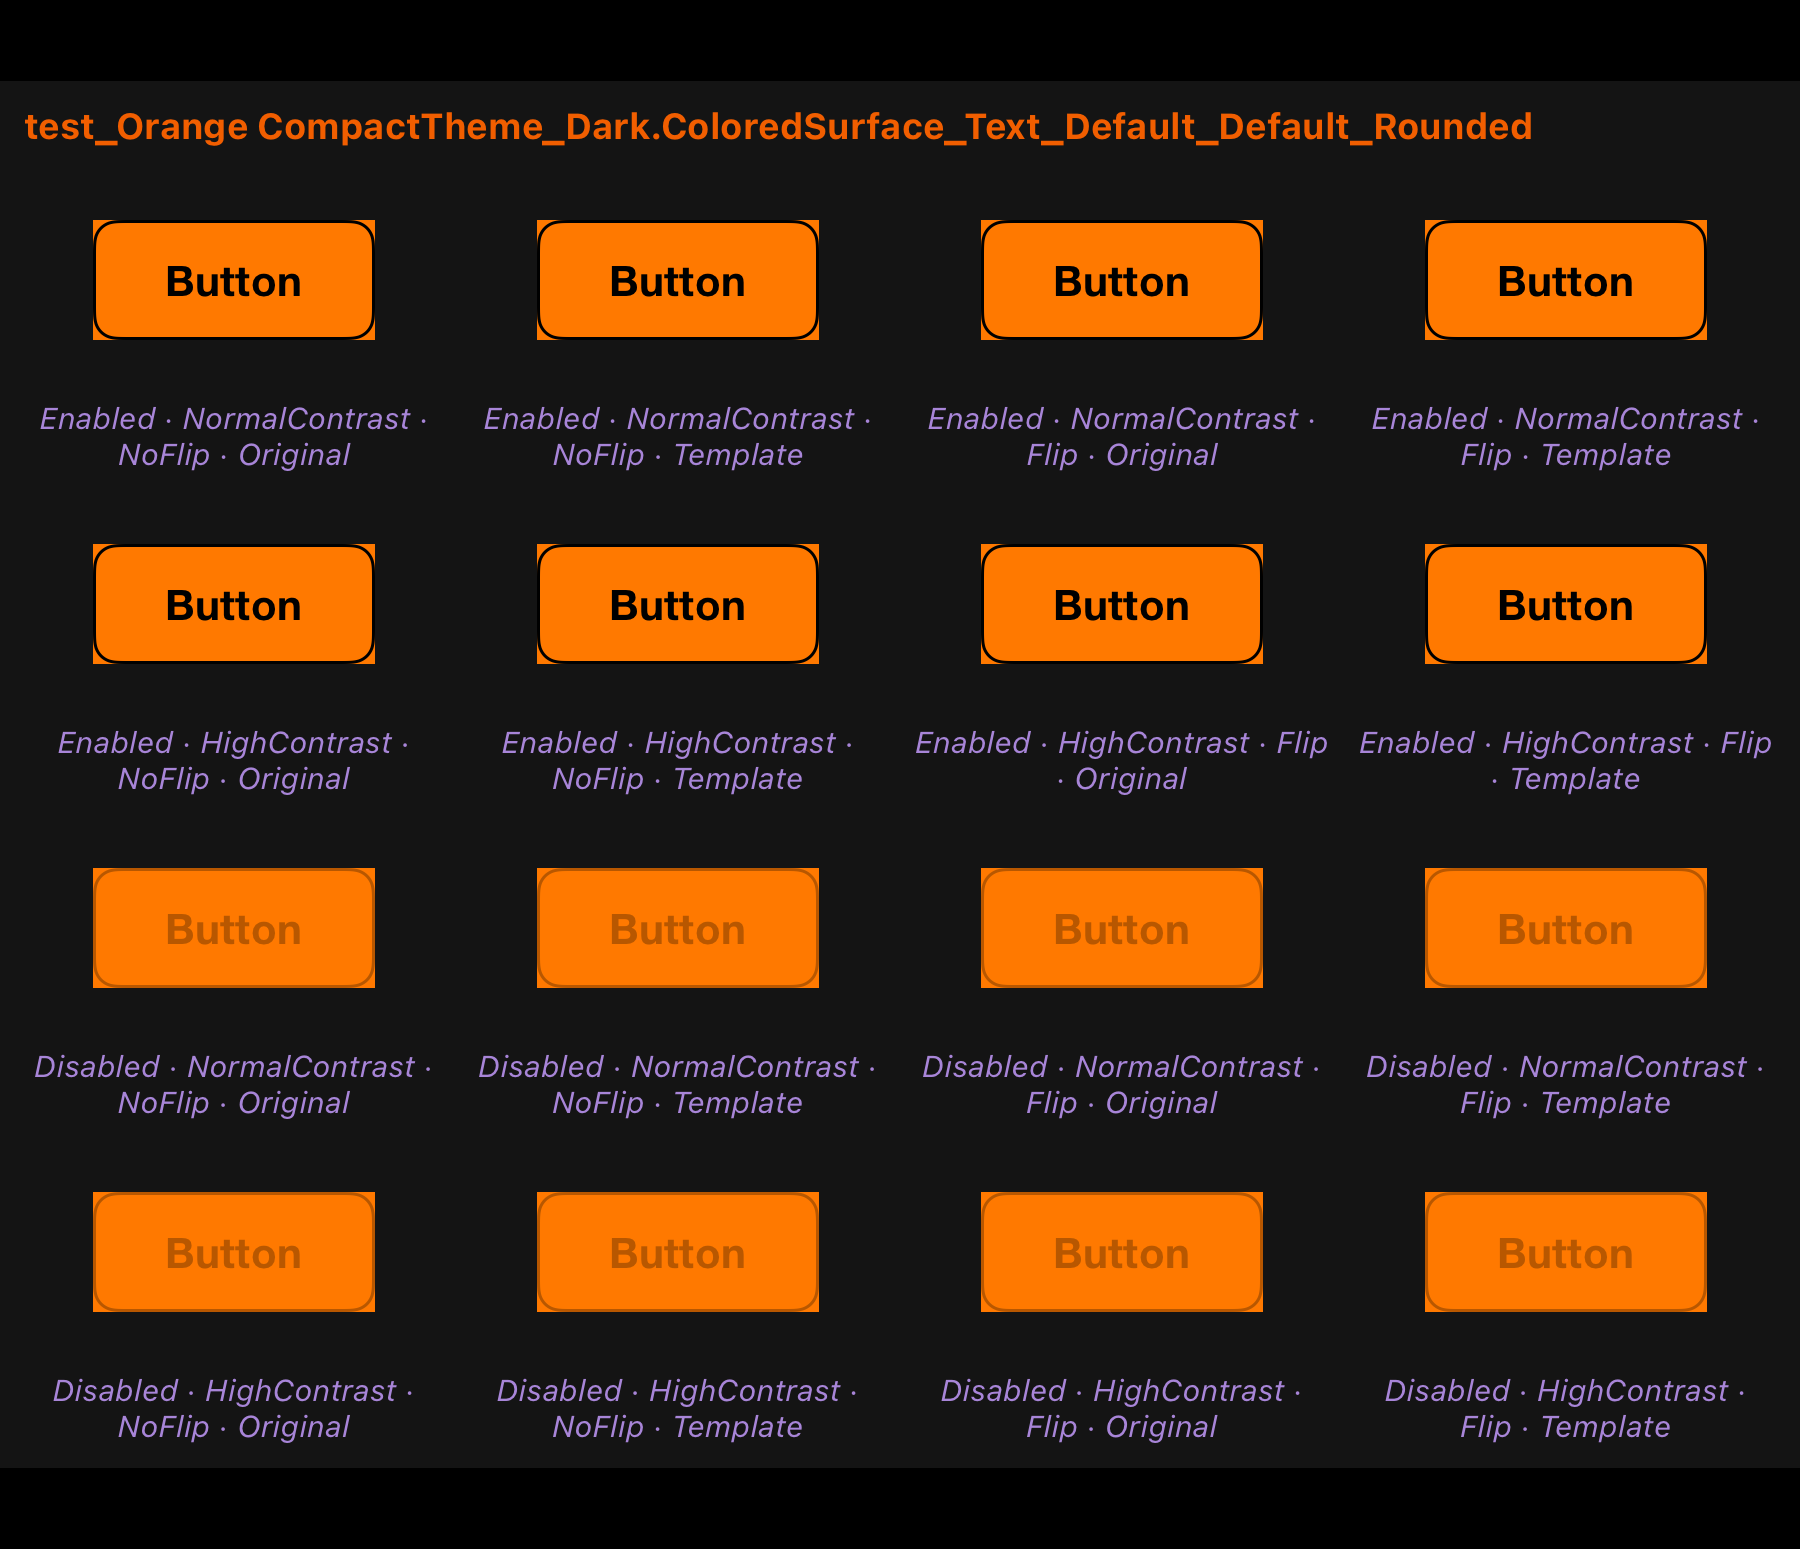 test_Orange CompactTheme_Dark.ColoredSurface_Text_Default_Default_Rounded
Button Button Button Button
Enabled · NormalContrast · Enabled · NormalContrast · Enabled · NormalContrast · Enabled · NormalContrast ·
NoFlip · Original NoFlip · Template Flip · Original Flip · Template
Button Button Button Button
Enabled · HighContrast · Enabled · HighContrast · Enabled · HighContrast · Flip Enabled · HighContrast · Flip
NoFlip · Original NoFlip · Template · Original · Template
Button Button Button Button
Disabled · NormalContrast · Disabled · NormalContrast · Disabled · NormalContrast · Disabled · NormalContrast ·
NoFlip · Original NoFlip · Template Flip · Original Flip · Template
Button Button Button Button
Disabled · HighContrast · Disabled · HighContrast · Disabled · HighContrast · Disabled · HighContrast ·
NoFlip · Original NoFlip · Template Flip · Original Flip · Template